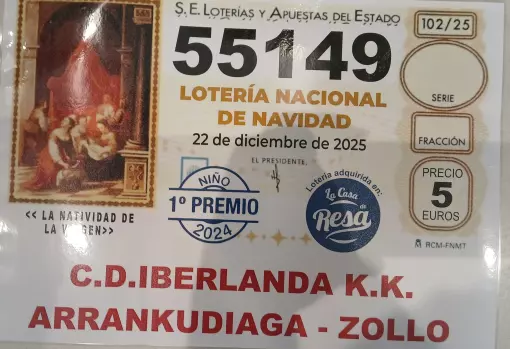 S. E. LOTERÍAS Y APUESTAS DEL ESTADO
102/25
55149
SERIE
LOTERÍA NACIONAL
DE NAVIDAD
22 de diciembre de 2025
FRACCIÓN
EL PRESIDENTE,
PRECIO
5
EUROS
NIÑO
1º PREMIO
2024
Lotería adquirida en:
La Casa
de
Resa
<< LA NATIVIDAD DE
LA VIRGEN>>
RCM-FNMT
C.D.IBERLANDA K.K.
ARRANKUDIAGA - ZOLLO